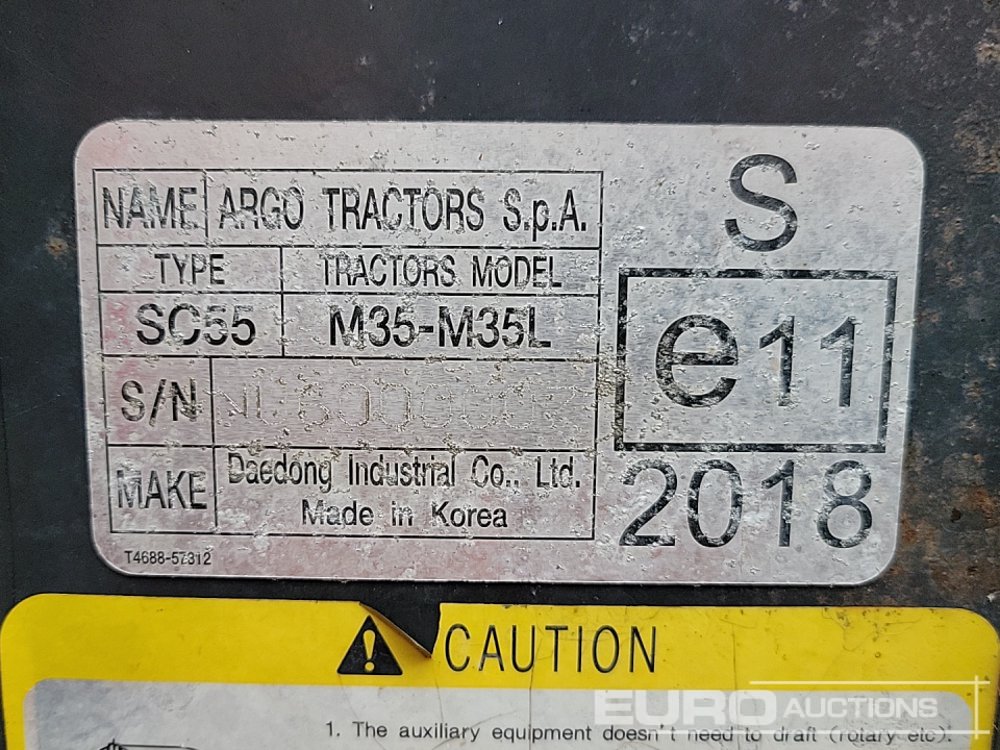 NAME ARGO TRACTORS S.p.A.
TYPE TRACTORS MODEL
SC55 M35-M35L
S/N
MAKE Daedong Industrial Co., Ltd.
Made in Korea
T4688-57312
S
e11
2018
CAUTION
1. The auxiliary equipment doesn't need to draft (rotary etc).
EURO AUCTIONS